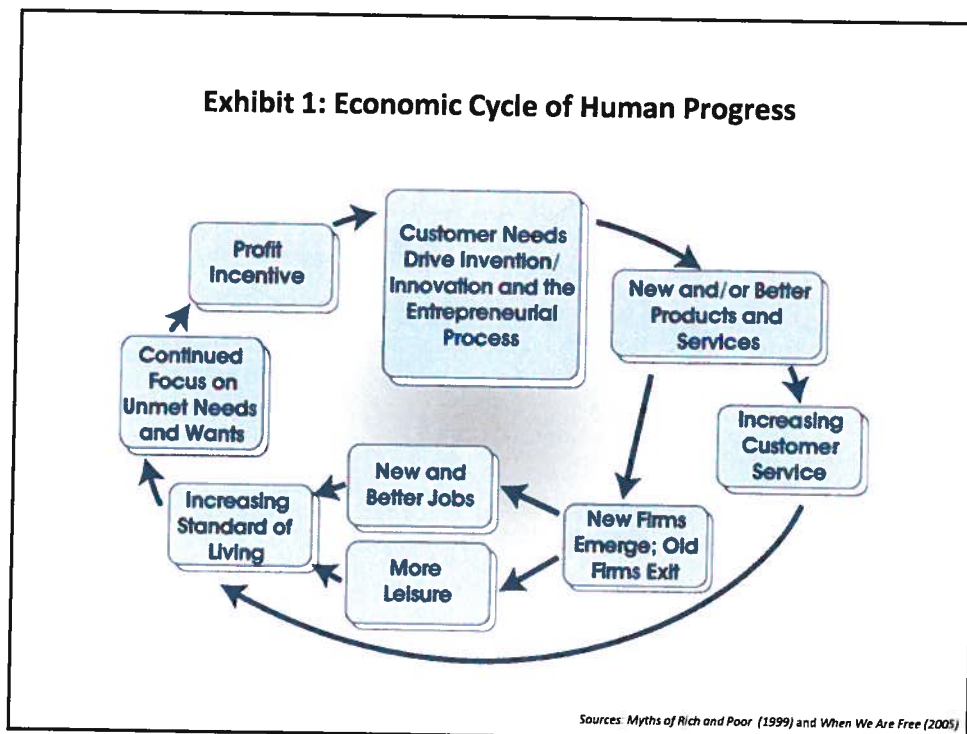 Exhibit 1: Economic Cycle of Human Progress
Profit
Incentive
Customer Needs
Drive Invention/
Innovation and the
Entrepreneurial
Process
New and/or Better
Products and
Services
Continued
Focus on
Unmet Needs
and Wants
Increasing
Customer
Service
New and
Better Jobs
Increasing
Standard of
Living
New Firms
Emerge; Old
Firms Exit
More
Leisure
Sources: Myths of Rich and Poor (1999) and When We Are Free (2005)